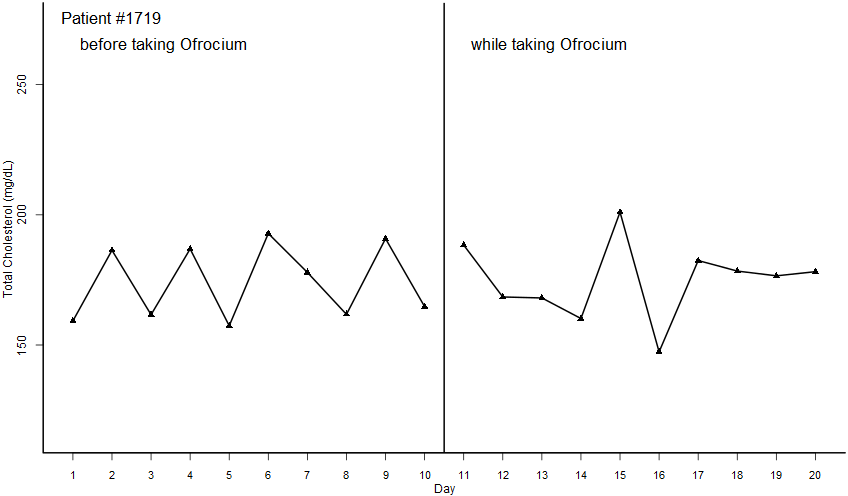 Patient #1719
before taking Ofrocium
while taking Ofrocium
Total Cholesterol (mg/dL)
250
200
150
1 2 3 4 5 6 7 8 9 10 11 12 13 14 15 16 17 18 19 20
Day